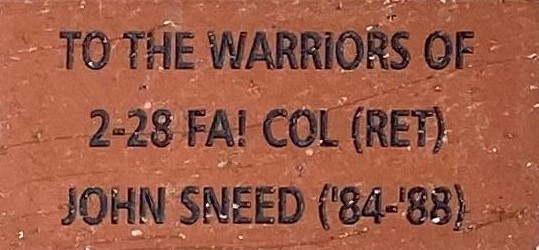 TO THE WARRIORS OF
2-28 FA! COL (RET)
JOHN SNEED ('84-'88)